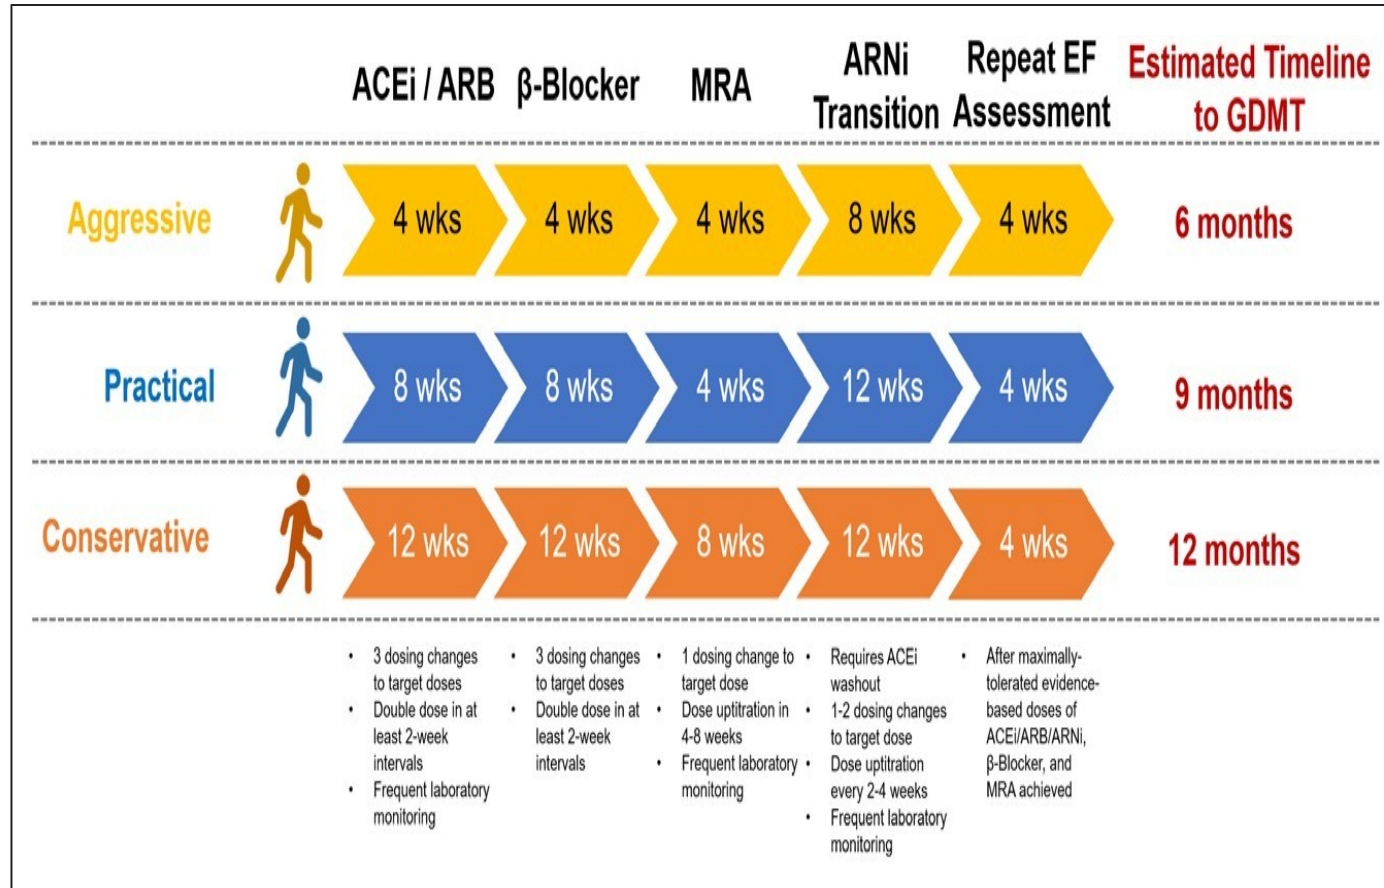 ACEi / ARB
β-Blocker
MRA
ARNi
Transition
Repeat EF
Assessment
Estimated Timeline
to GDMT
Aggressive
4 wks
4 wks
4 wks
8 wks
4 wks
6 months
Practical
8 wks
8 wks
4 wks
12 wks
4 wks
9 months
Conservative
12 wks
12 wks
8 wks
12 wks
4 wks
12 months
• 3 dosing changes
to target doses
• Double dose in at
least 2-week
intervals
• Frequent laboratory
monitoring
• 3 dosing changes
to target doses
• Double dose in at
least 2-week
intervals
• 1 dosing change to
target dose
• Dose uptitration in
4-8 weeks
• Frequent laboratory
monitoring
• Requires ACEi
washout
• 1-2 dosing changes
to target dose
• Dose uptitration
every 2-4 weeks
• Frequent laboratory
monitoring
• After maximally-
tolerated evidence-
based doses of
ACEi/ARB/ARNi,
β-Blocker, and
MRA achieved